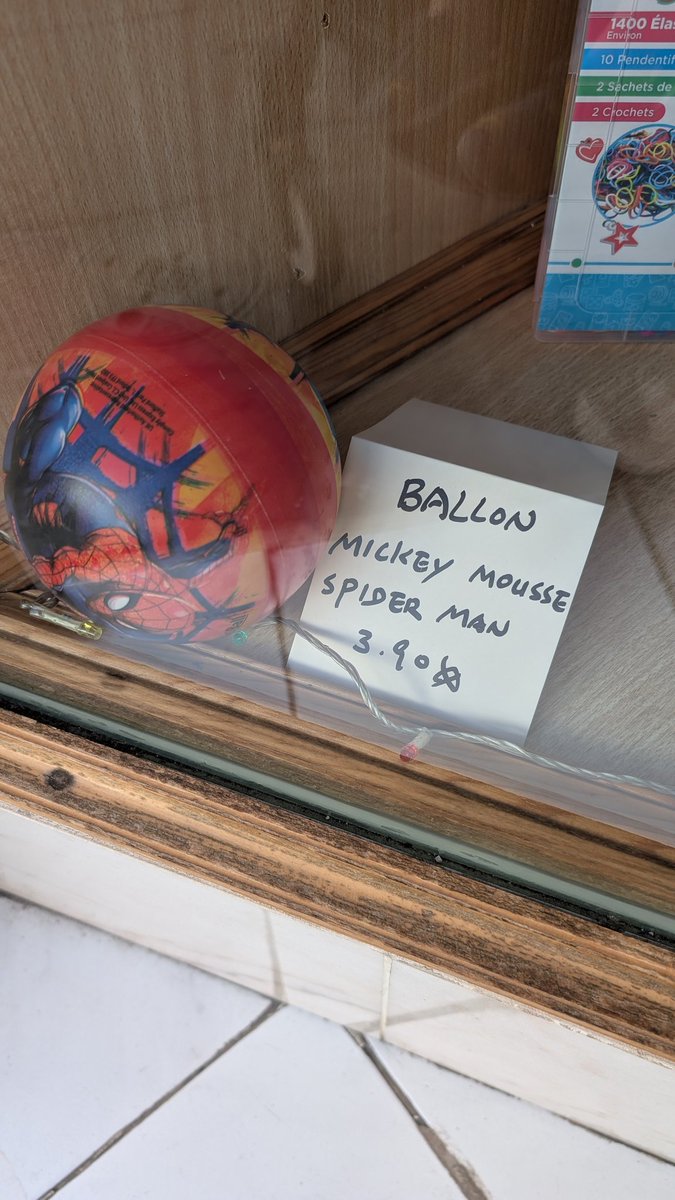 1400 Élas
Environ
10 Pendentif
2 Sachets de
2 Crochets
BALLON
MICKEY MOUSSE
SPIDER MAN
3.90